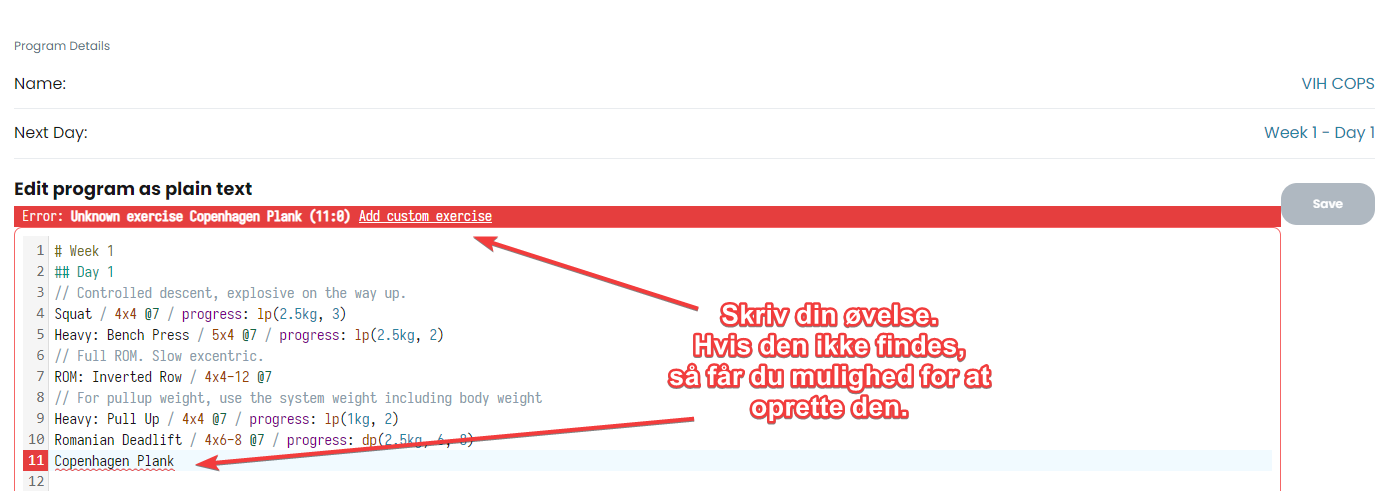 Program Details
Name: VIH COPS
Next Day: Week 1 - Day 1
Edit program as plain text
Save
Error: Unknown exercise Copenhagen Plank (11:0) Add custom exercise
1 # Week 1
2 ## Day 1
3 // Controlled descent, explosive on the way up.
4 Squat / 4x4 @7 / progress: lp(2.5kg, 3)
5 Heavy: Bench Press / 5x4 @7 / progress: lp(2.5kg, 2)
6 // Full ROM. Slow excentric.
7 ROM: Inverted Row / 4x4-12 @7
8 // For pullup weight, use the system weight including body weight
9 Heavy: Pull Up / 4x4 @7 / progress: lp(1kg, 2)
10 Romanian Deadlift / 4x6-8 @7 / progress: dp(2.5kg, 6, 8)
11 Copenhagen Plank
12
Skriv din øvelse.
Hvis den ikke findes,
så får du mulighed for at
oprette den.